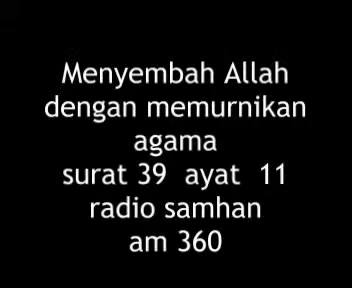 Menyembah Allah
dengan memurnikan
agama
surat 39 ayat 11
radio samhan
am 360